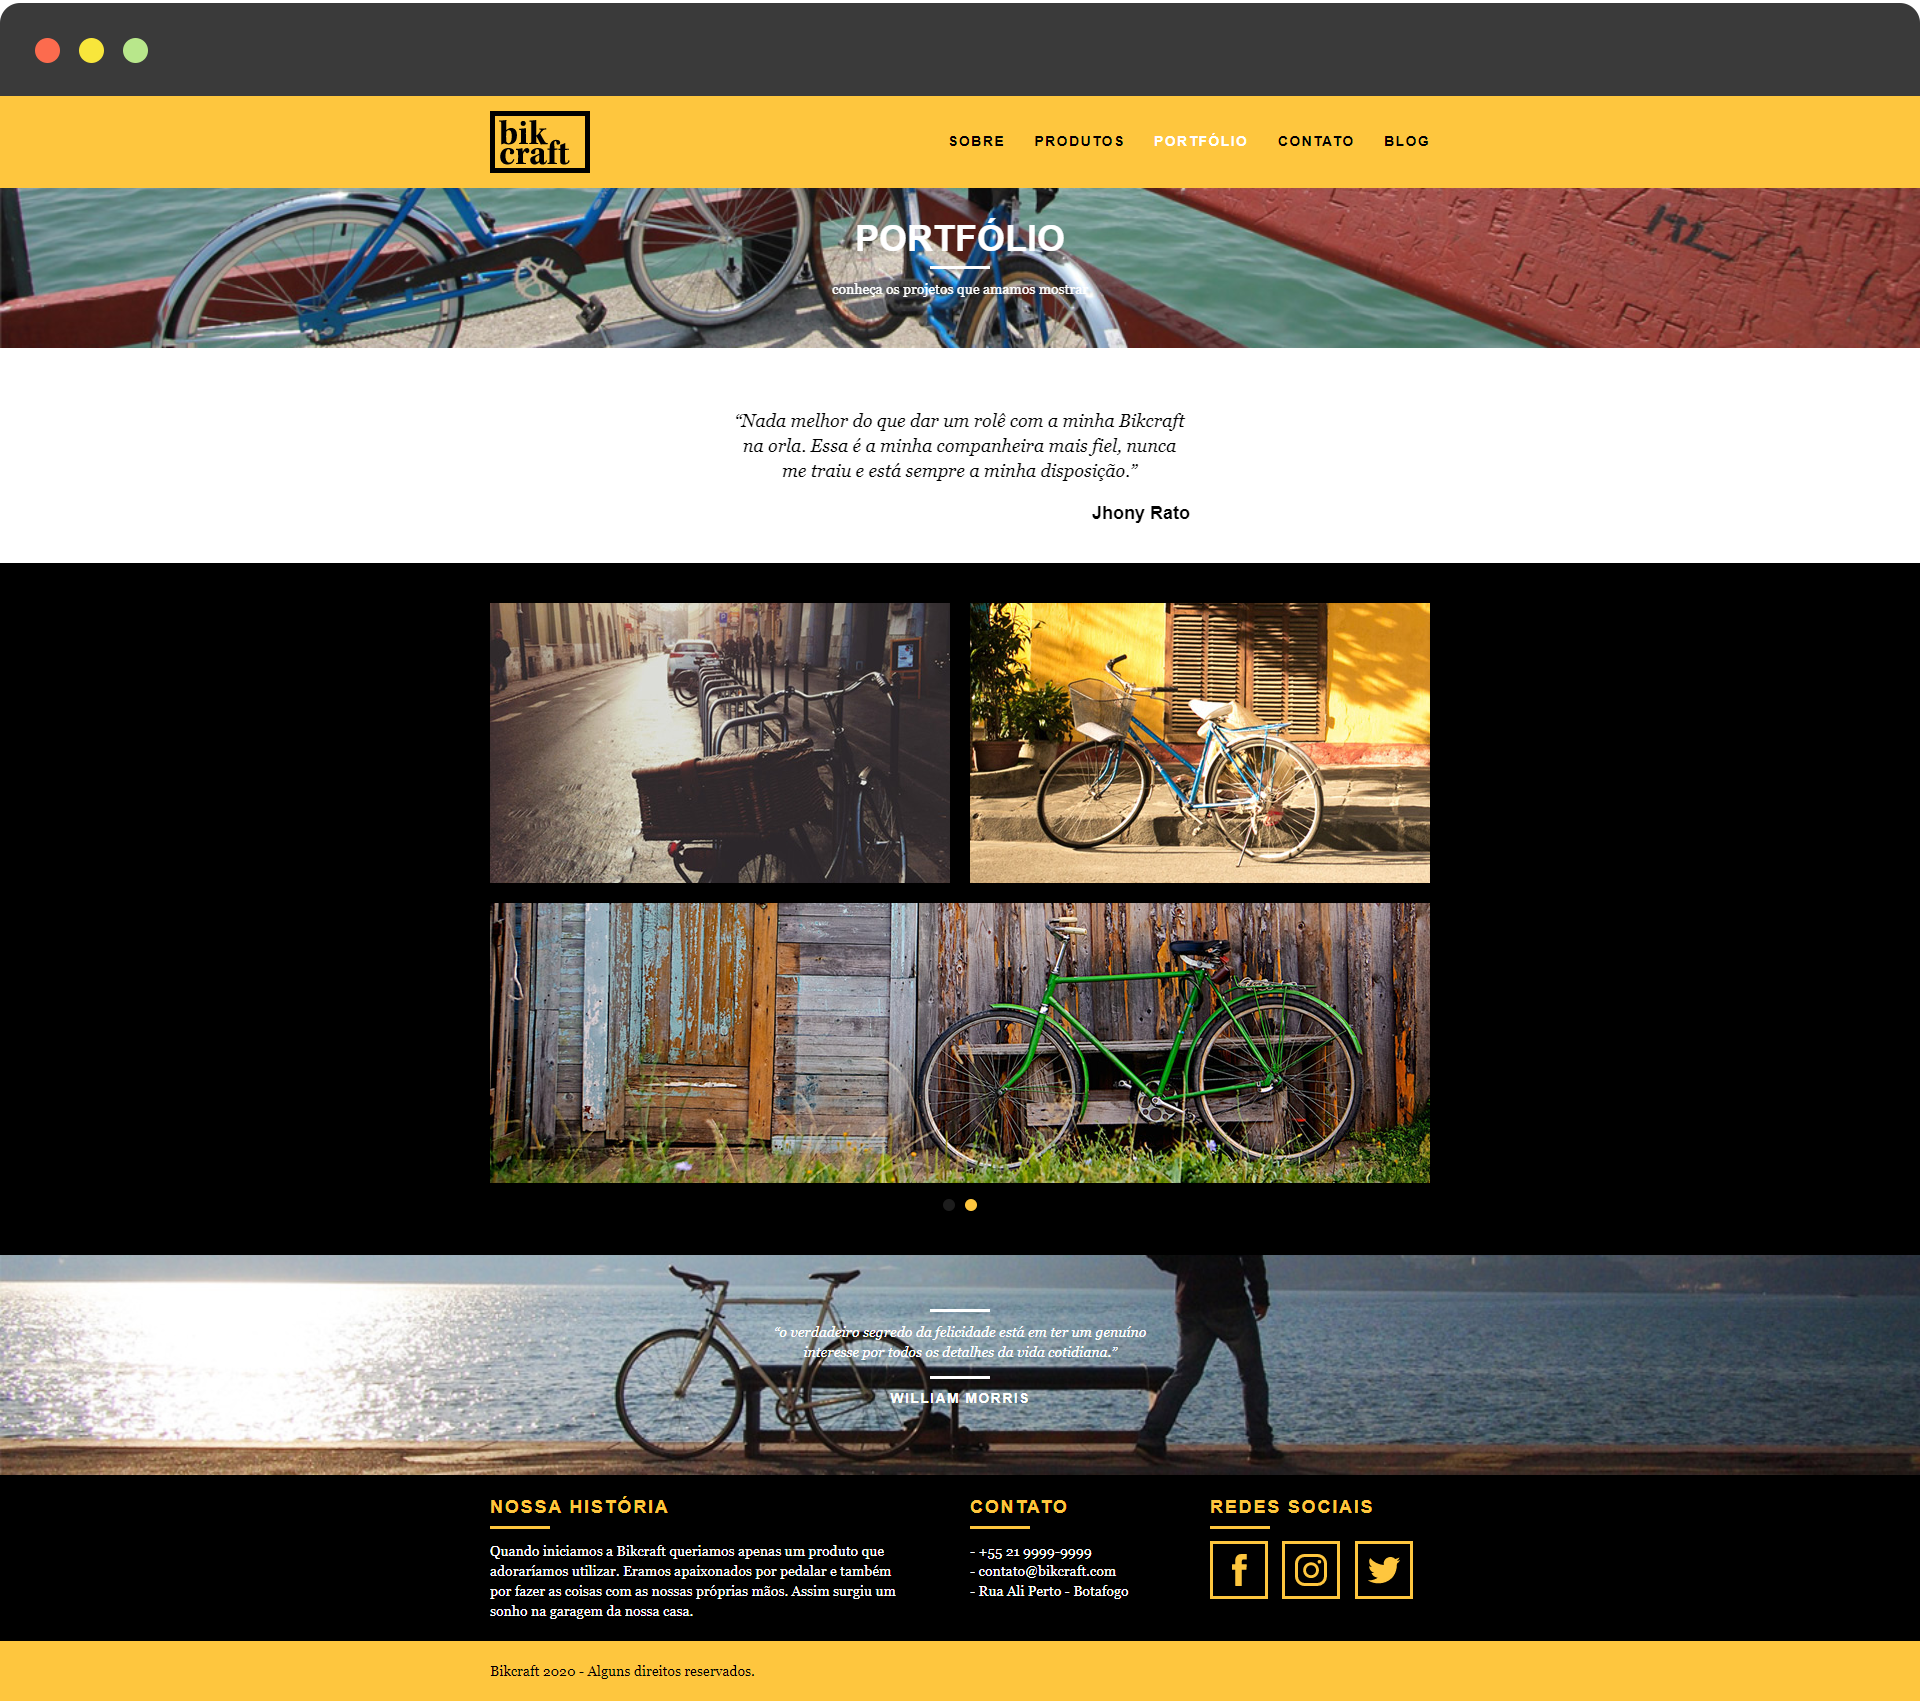 bik
craft
SOBRE PRODUTOS PORTFÓLIO CONTATO BLOG
PORTFÓLIO
conheça os projetos que amamos mostrar
“Nada melhor do que dar um rolê com a minha Bikcraft
na orla. Essa é a minha companheira mais fiel, nunca
me traiu e está sempre a minha disposição.”
Jhony Rato
“o verdadeiro segredo da felicidade está em ter um genuíno
interesse por todos os detalhes da vida cotidiana.”
WILLIAM MORRIS
NOSSA HISTÓRIA
Quando iniciamos a Bikcraft queriamos apenas um produto que
adoraríamos utilizar. Eramos apaixonados por pedalar e também
por fazer as coisas com as nossas próprias mãos. Assim surgiu um
sonho na garagem da nossa casa.
CONTATO
- +55 21 9999-9999
- contato@bikcraft.com
- Rua Ali Perto - Botafogo
REDES SOCIAIS
Bikcraft 2020 - Alguns direitos reservados.